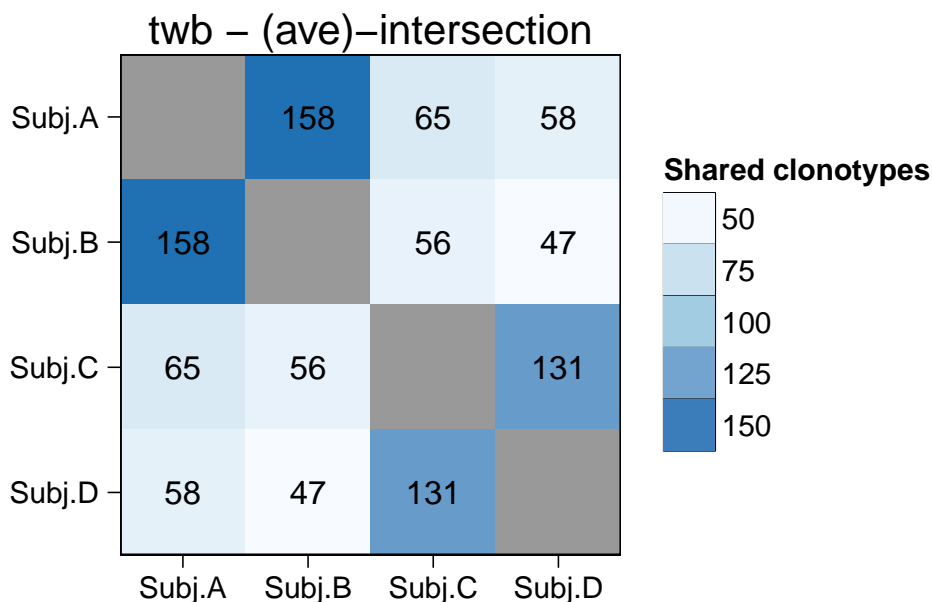 twb – (ave)–intersection
Subj.A 158 65 58
Subj.B 158 56 47
Subj.C 65 56 131
Subj.D 58 47 131
Subj.A Subj.B Subj.C Subj.D
Shared clonotypes
50
75
100
125
150